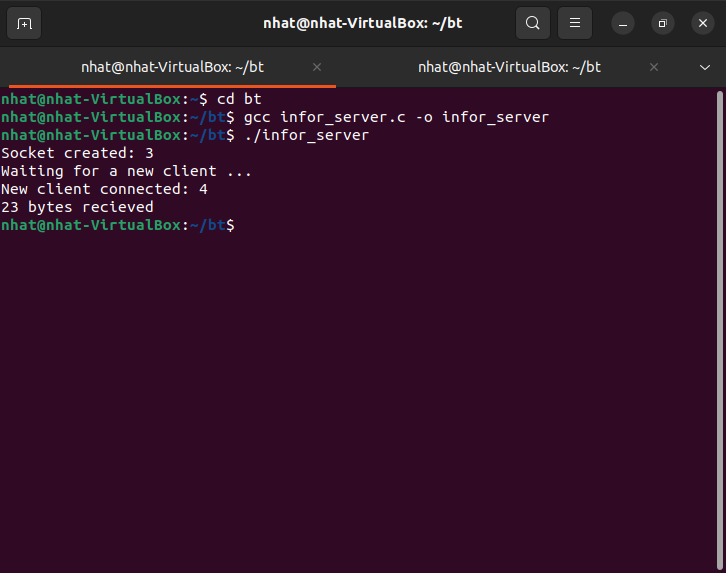 nhat@nhat-VirtualBox: ~/bt
nhat@nhat-VirtualBox: ~/bt
nhat@nhat-VirtualBox: ~/bt
nhat@nhat-VirtualBox:~$ cd bt
nhat@nhat-VirtualBox:~/bt$ gcc infor_server.c -o infor_server
nhat@nhat-VirtualBox:~/bt$ ./infor_server
Socket created: 3
Waiting for a new client ...
New client connected: 4
23 bytes recieved
nhat@nhat-VirtualBox:~/bt$